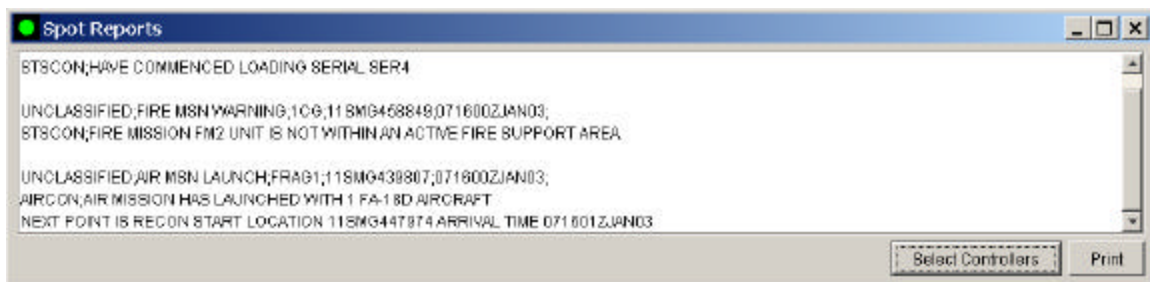 Spot Reports
STSCON;HAVE COMMENCED LOADING SERIAL SER4
UNCLASSIFIED;FIRE MSN WARNING;1CG;11SMG458849;071600ZJAN03;
STSCON;FIRE MISSION FM2 UNIT IS NOT WITHIN AN ACTIVE FIRE SUPPORT AREA
UNCLASSIFIED;AIR MSN LAUNCH;FRAG1;11SMG439807;071600ZJAN03;
AIRCON;AIR MISSION HAS LAUNCHED WITH 1 FA-18D AIRCRAFT
NEXT POINT IS RECON START LOCATION 11SMG447974 ARRIVAL TIME 071601ZJAN03
Select Controllers
Print